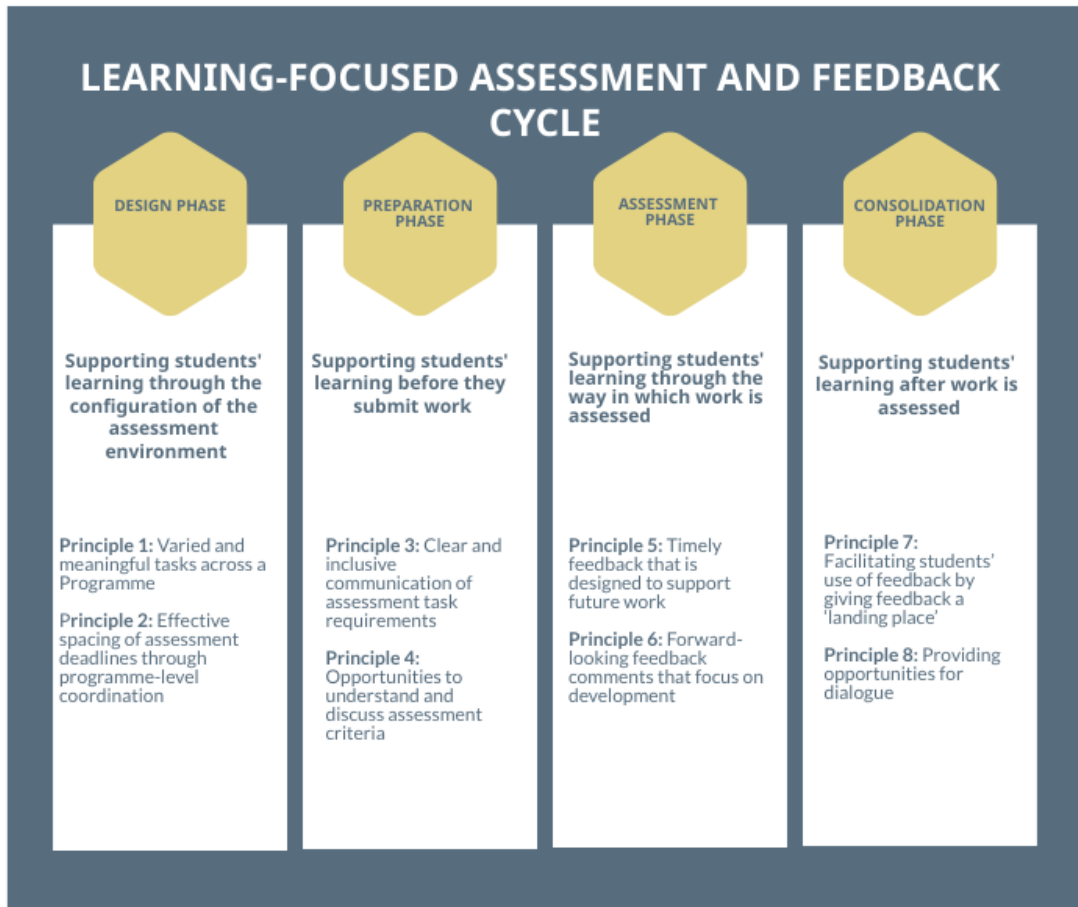 LEARNING-FOCUSED ASSESSMENT AND FEEDBACK
CYCLE
DESIGN PHASE
Supporting students'
learning through the
configuration of the
assessment
environment
Principle 1: Varied and
meaningful tasks across a
Programme
Principle 2: Effective
spacing of assessment
deadlines through
programme-level
coordination
PREPARATION
PHASE
Supporting students'
learning before they
submit work
Principle 3: Clear and
inclusive
communication of
assessment task
requirements
Principle 4:
Opportunities to
understand and
discuss assessment
criteria
ASSESSMENT
PHASE
Supporting students'
learning through the
way in which work is
assessed
Principle 5: Timely
feedback that is
designed to support
future work
Principle 6: Forward-
looking feedback
comments that focus on
development
CONSOLIDATION
PHASE
Supporting students'
learning after work is
assessed
Principle 7:
Facilitating students’
use of feedback by
giving feedback a
‘landing place’
Principle 8: Providing
opportunities for
dialogue